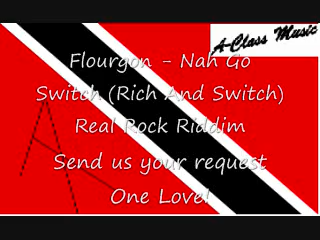 A-Class Music
Flourgon - Nah Go
Switch (Rich And Switch)
Real Rock Riddim
Send us your request
One Love!